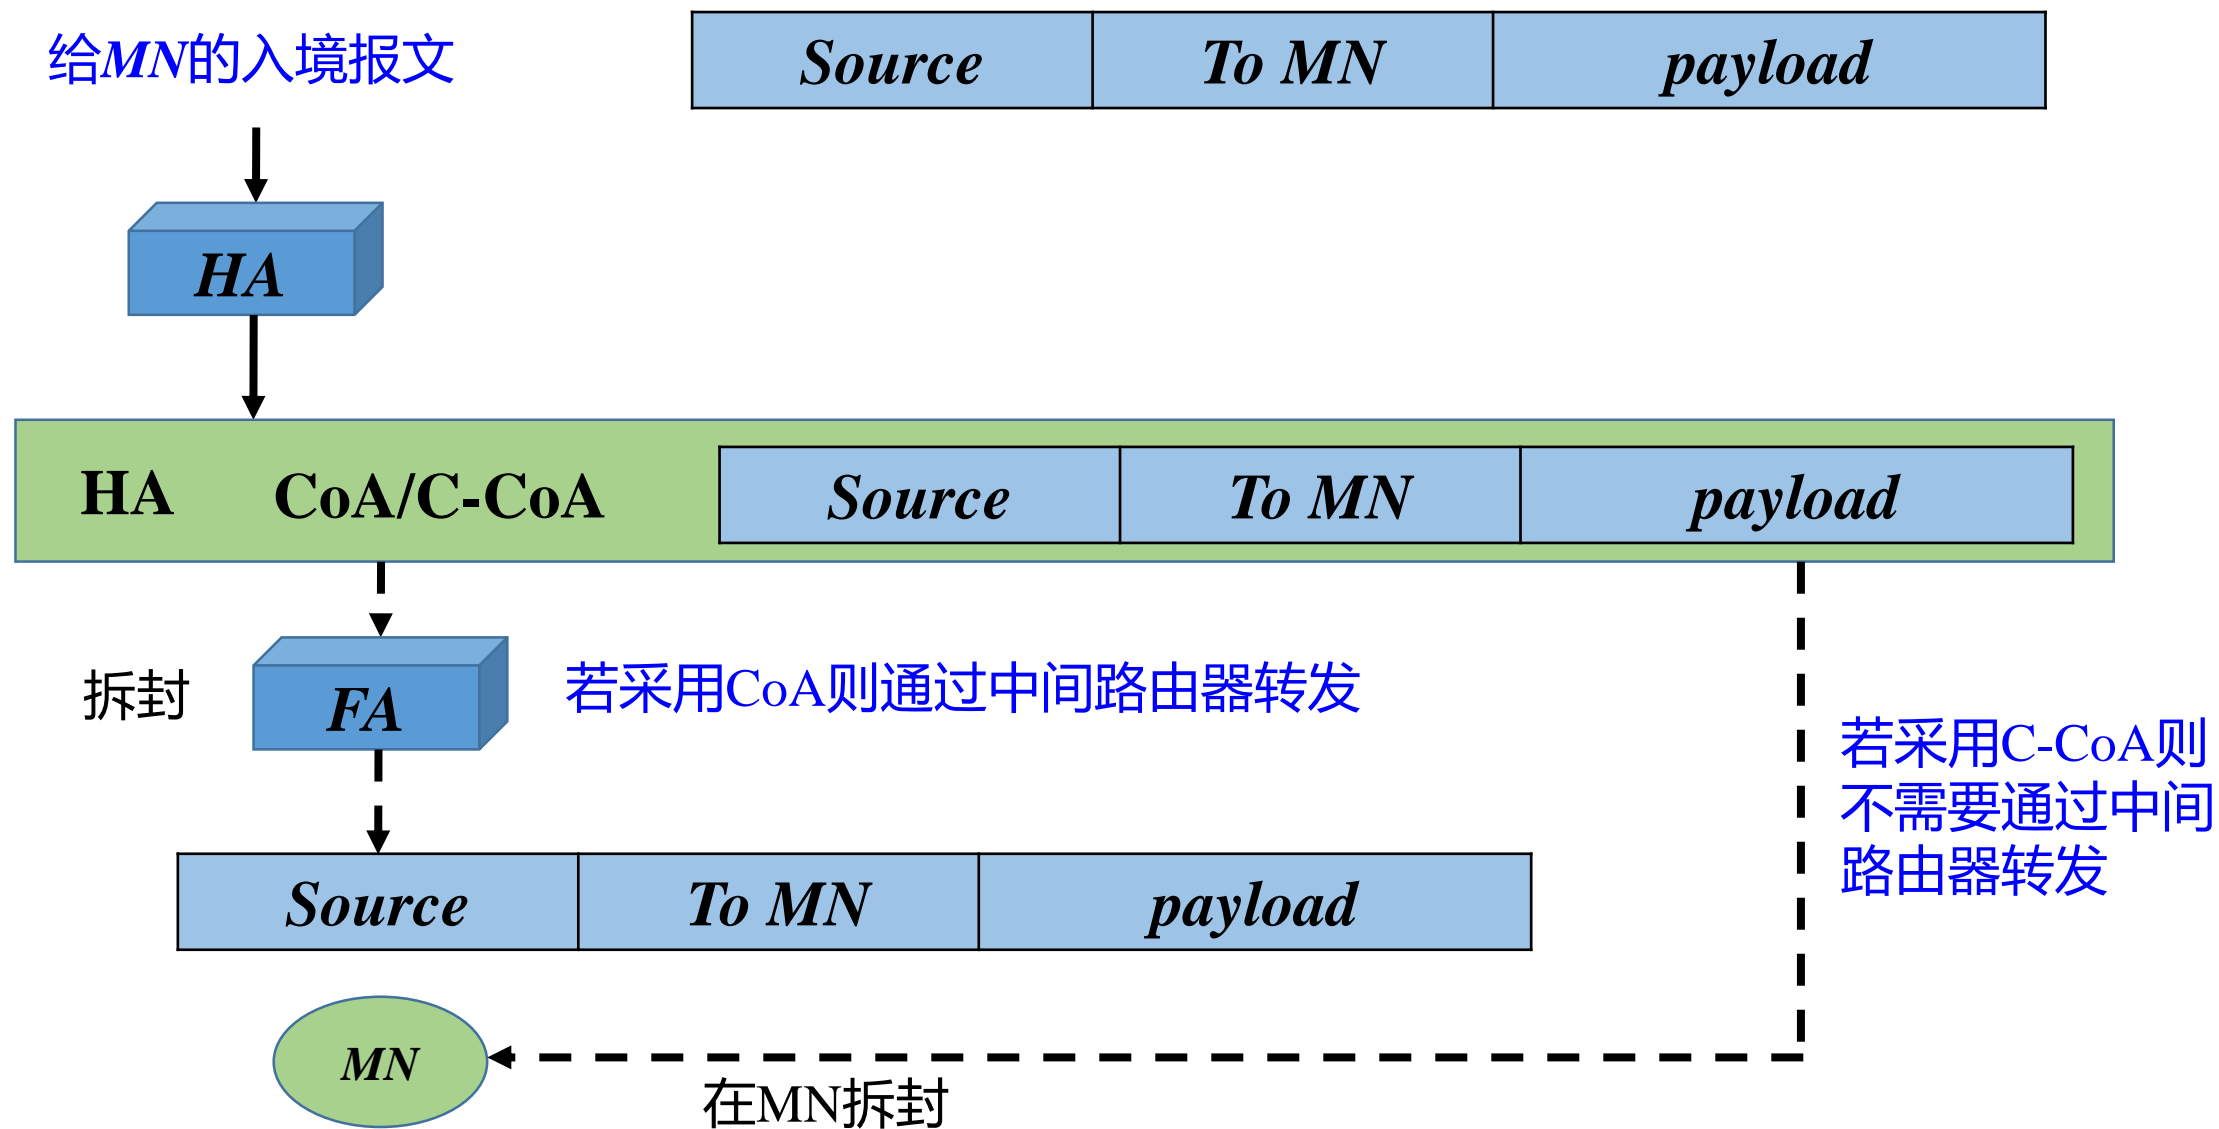 给MN的入境报文
Source To MN payload
HA
HA CoA/C-CoA Source To MN payload
拆封
FA
若采用CoA则通过中间路由器转发
若采用C-CoA则
不需要通过中间
路由器转发
Source To MN payload
MN
在MN拆封